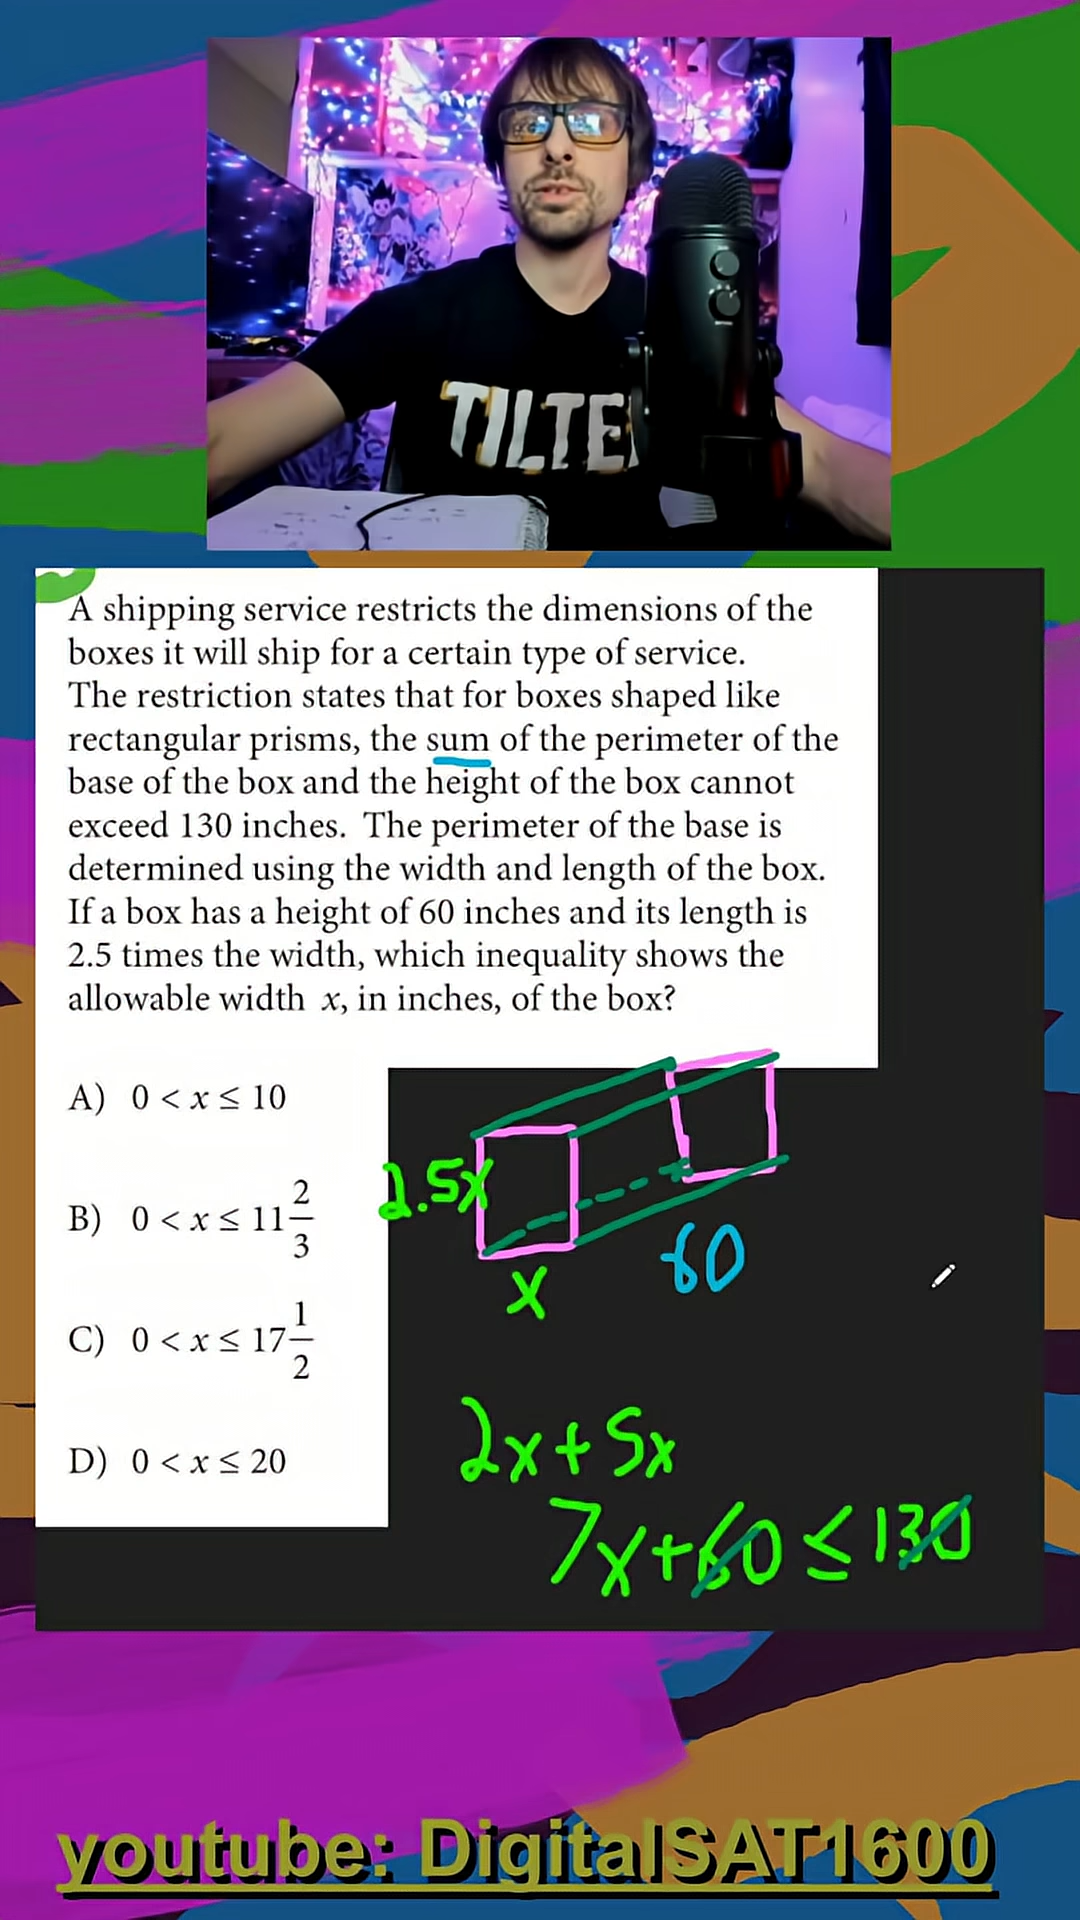 TILTE
A shipping service restricts the dimensions of the
boxes it will ship for a certain type of service.
The restriction states that for boxes shaped like
rectangular prisms, the sum of the perimeter of the
base of the box and the height of the box cannot
exceed 130 inches. The perimeter of the base is
determined using the width and length of the box.
If a box has a height of 60 inches and its length is
2.5 times the width, which inequality shows the
allowable width x, in inches, of the box?
A) 0 < x ≤ 10
B) 0 < x ≤ 11 2/3
C) 0 < x ≤ 17 1/2
D) 0 < x ≤ 20
2.5x
x
60
2x+5x
7x+60≤130
youtube: DigitalSAT1600